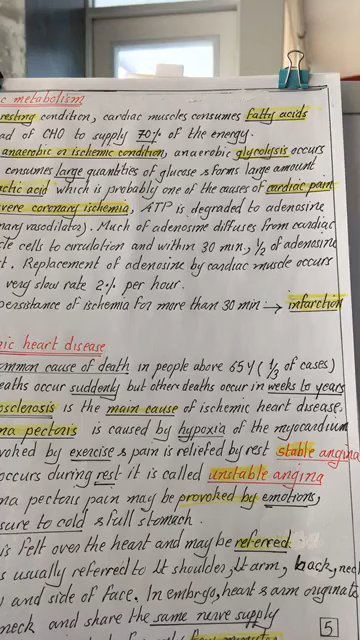 c metabolism
resting condition, cardiac muscles consumes fatty acids
ead of CHO to supply 70% of the energy.
anaerobic or ischemic condition, anaerobic glycolysis occurs
consumes large quantities of glucose & forms large amount
actic acid which is probably one of the causes of cardiac pain
vere coronary ischemia, ATP is degraded to adenosine
nary vasodilator). Much of adenosine diffuses from cardiac
cle cells to circulation and within 30 min, 1/2 of adenosine
t. Replacement of adenosine by cardiac muscle occurs
very slow rate 2% per hour.
persistance of ischemia for more than 30 min → infarction
mic heart disease
ommon cause of death in people above 65 Y (1/3 of cases)
eaths occur suddenly but other deaths occur in weeks to years
osclerosis is the main cause of ischemic heart disease.
na pectoris is caused by hypoxia of the myocardium
voked by exercise & pain is reliefed by rest stable angina
occurs during rest it is called unstable angina
na pectoris pain may be provoked by emotions,
sure to cold & full stomach.
is felt over the heart and may be referred.
s usually referred to lt shoulder, lt arm, back, neck
y and side of face. In embryo, heart & arm originate
neck and share the same nerve supply
5